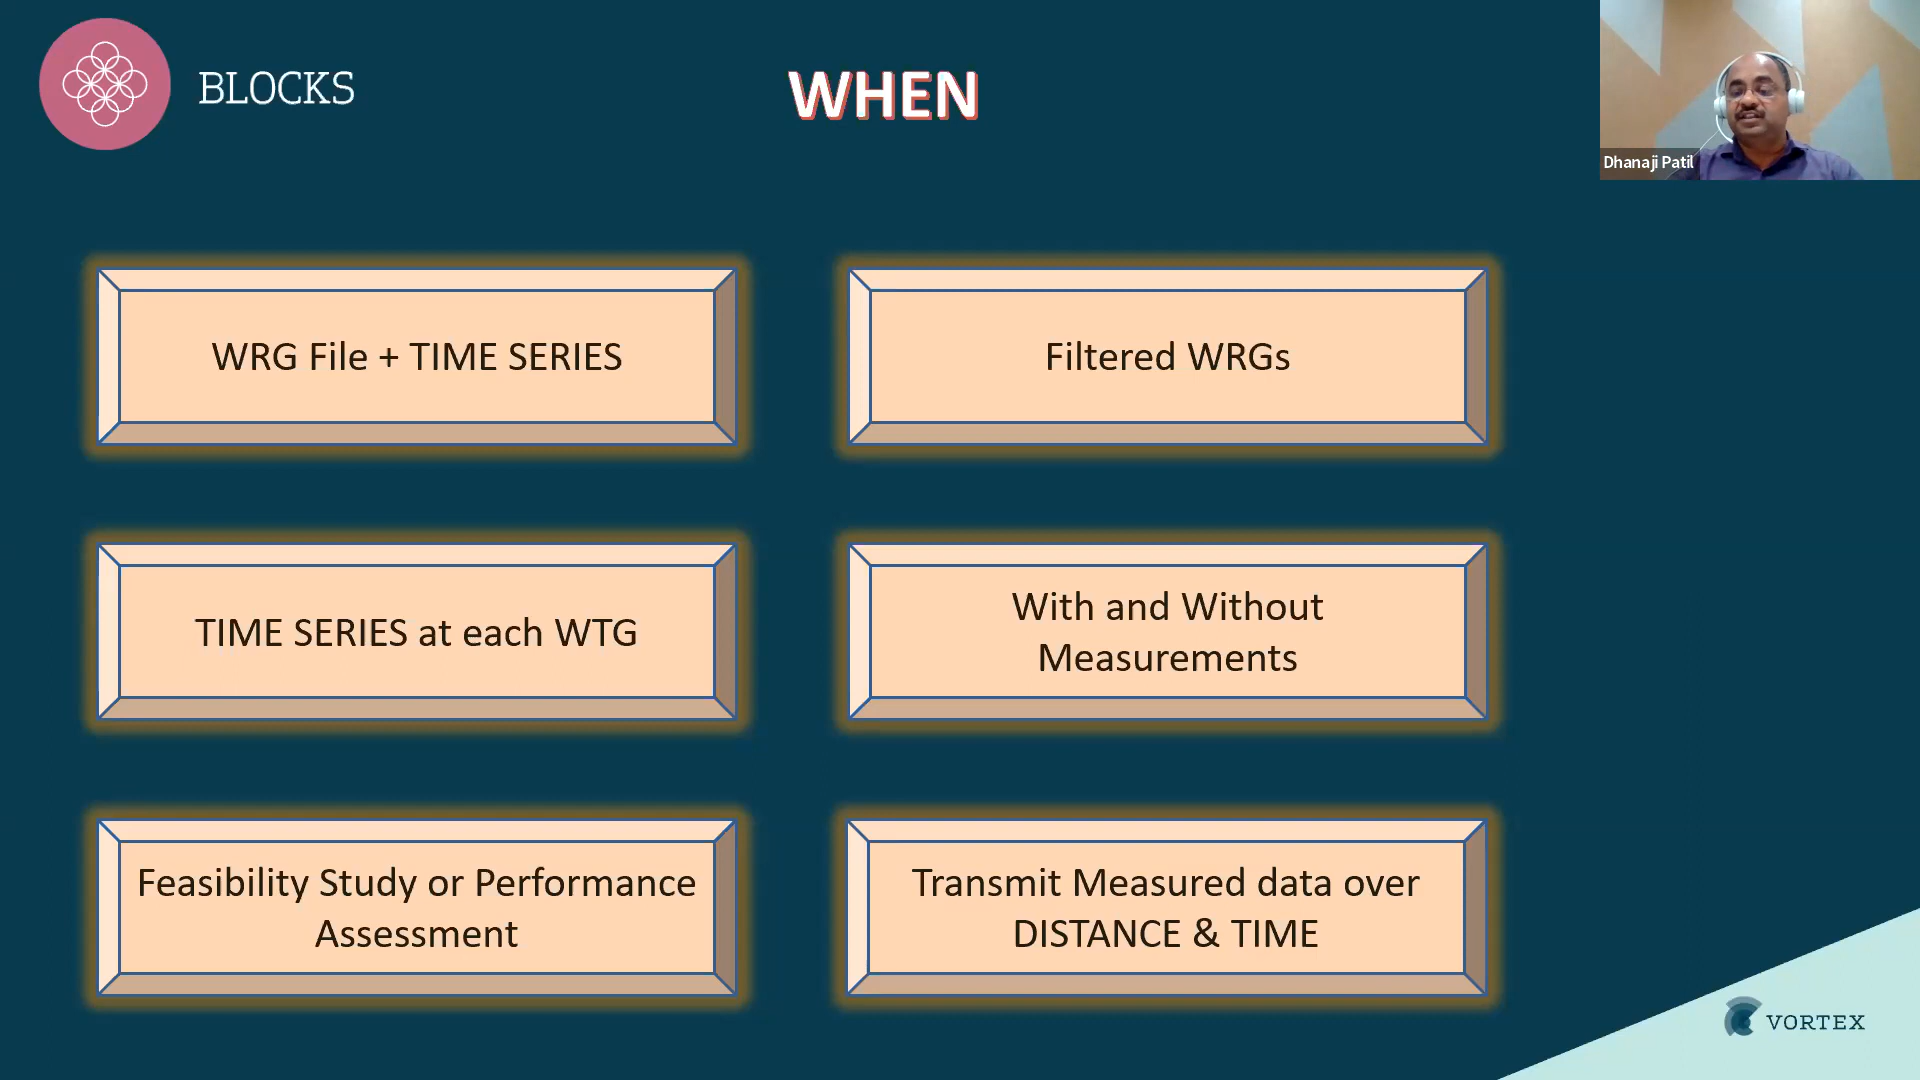 BLOCKS
WHEN
Dhanaji Patil
WRG File + TIME SERIES
Filtered WRGs
TIME SERIES at each WTG
With and Without
Measurements
Feasibility Study or Performance
Assessment
Transmit Measured data over
DISTANCE & TIME
VORTEX